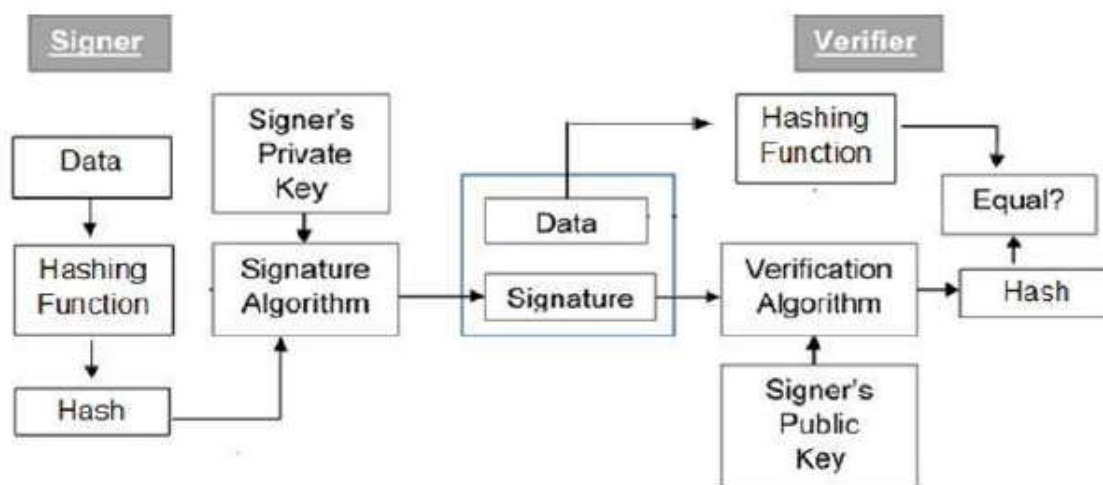 Signer
Verifier
Data
Hashing
Function
Hash
Signer's
Private
Key
Signature
Algorithm
Data
Signature
Hashing
Function
Verification
Algorithm
Signer's
Public
Key
Equal?
Hash